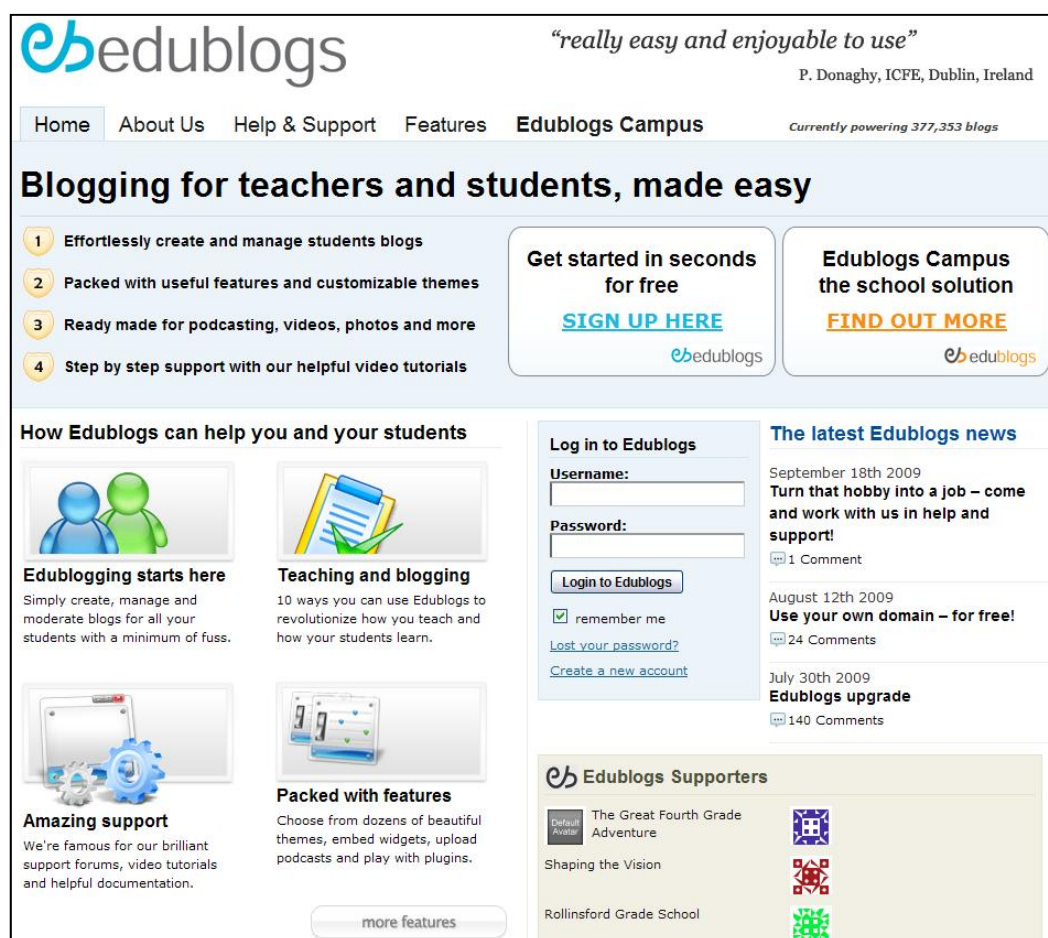 edublogs
“really easy and enjoyable to use”
P. Donaghy, ICFE, Dublin, Ireland
Home About Us Help & Support Features Edublogs Campus
Currently powering 377,353 blogs
Blogging for teachers and students, made easy
1 Effortlessly create and manage students blogs
2 Packed with useful features and customizable themes
3 Ready made for podcasting, videos, photos and more
4 Step by step support with our helpful video tutorials
Get started in seconds
for free
SIGN UP HERE
edublogs
Edublogs Campus
the school solution
FIND OUT MORE
edublogs
How Edublogs can help you and your students
Edublogging starts here
Simply create, manage and
moderate blogs for all your
students with a minimum of fuss.
Teaching and blogging
10 ways you can use Edublogs to
revolutionize how you teach and
how your students learn.
Amazing support
We're famous for our brilliant
support forums, video tutorials
and helpful documentation.
Packed with features
Choose from dozens of beautiful
themes, embed widgets, upload
podcasts and play with plugins.
more features
Log in to Edublogs
Username:
Password:
Login to Edublogs
remember me
Lost your password?
Create a new account
The latest Edublogs news
September 18th 2009
Turn that hobby into a job – come
and work with us in help and
support!
1 Comment
August 12th 2009
Use your own domain – for free!
24 Comments
July 30th 2009
Edublogs upgrade
140 Comments
Edublogs Supporters
Default
Avatar
The Great Fourth Grade
Adventure
Shaping the Vision
Rollinsford Grade School